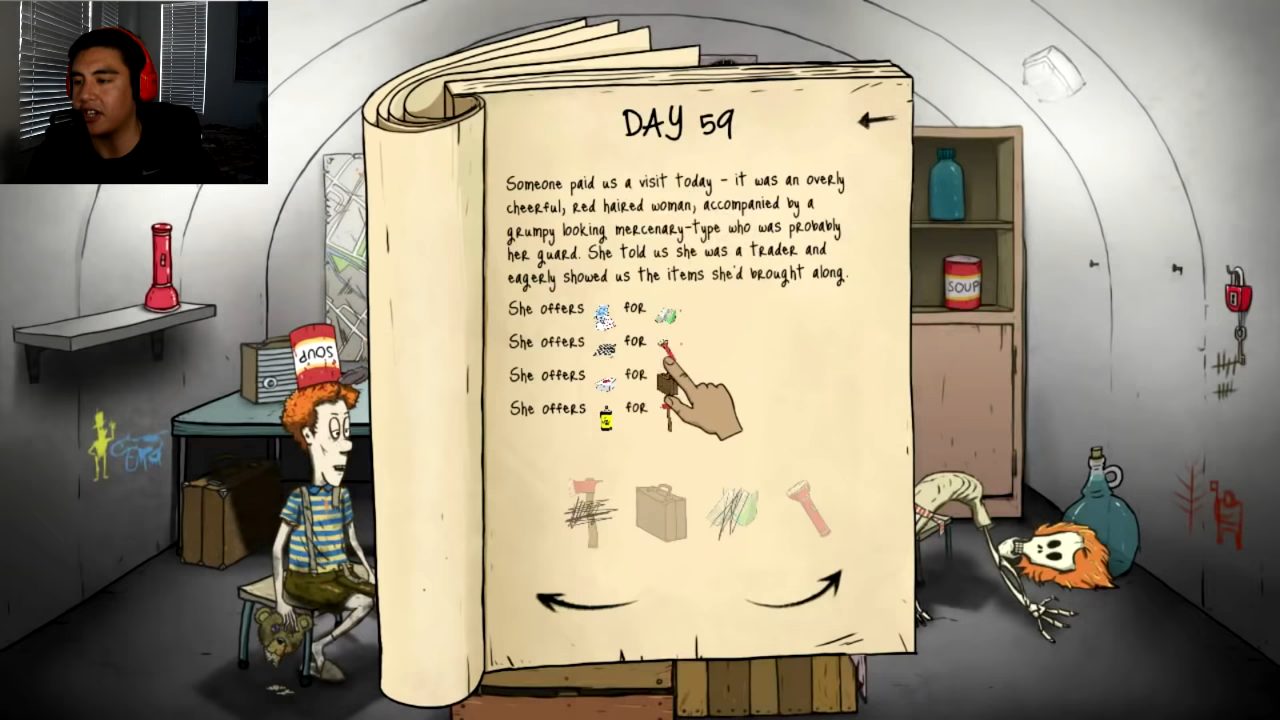 DAY 59
Someone paid us a visit today - it was an overly
cheerful, red haired woman, accompanied by a
grumpy looking mercenary-type who was probably
her guard. She told us she was a trader and
eagerly showed us the items she'd brought along.
She offers for
She offers for
She offers for
She offers for
SOUP
SOUP